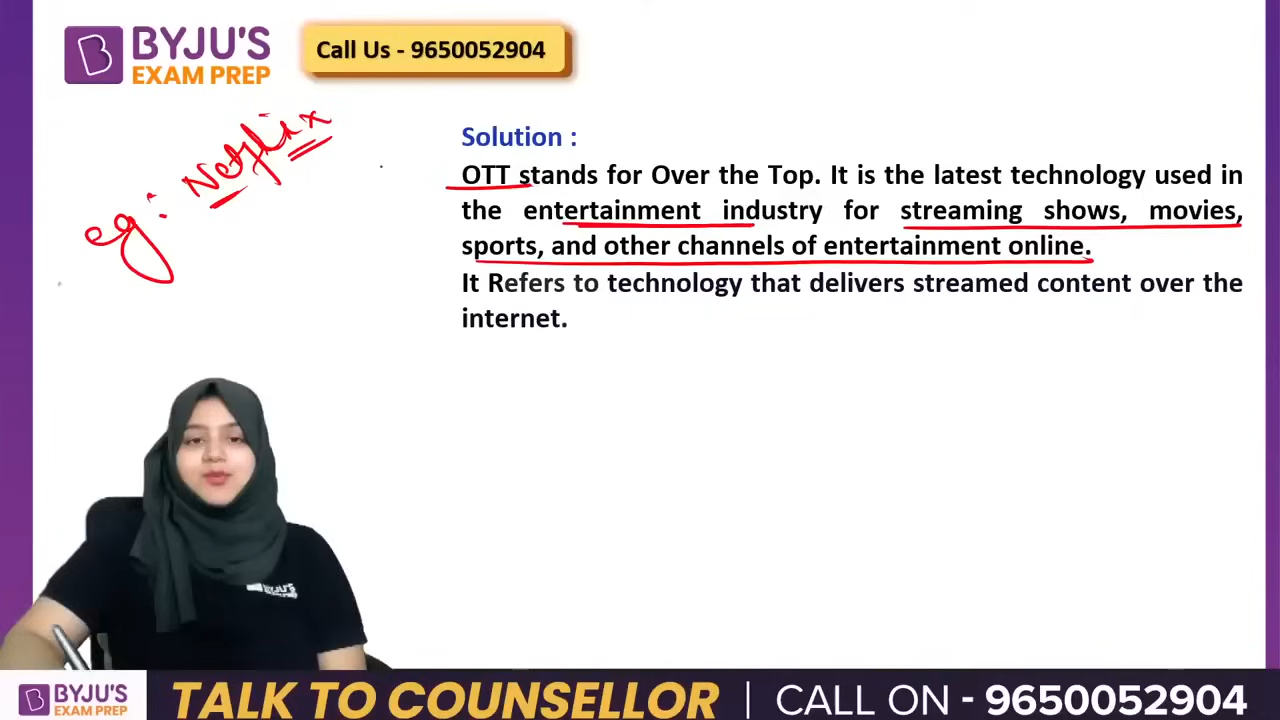 BYJU'S
EXAM PREP
Call Us - 9650052904
eg: Netflix
Solution :
OTT stands for Over the Top. It is the latest technology used in
the entertainment industry for streaming shows, movies,
sports, and other channels of entertainment online.
It Refers to technology that delivers streamed content over the
internet.
BYJU'S
BYJU'S
EXAM PREP
TALK TO COUNSELLOR | CALL ON - 9650052904